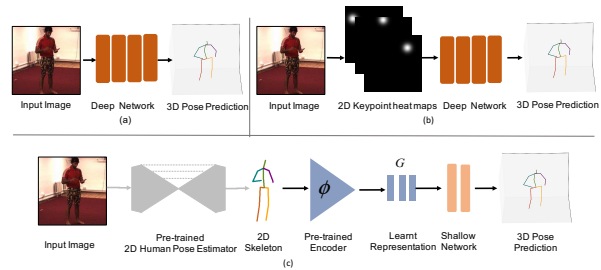 Input Image
Deep Network
3D Pose Prediction
(a)
Input Image
2D Keypoint heat maps
Deep Network
3D Pose Prediction
(b)
G
ϕ
Input Image
Pre-trained
2D Human Pose Estimator
2D
Skeleton
Pre-trained
Encoder
Learnt
Representation
Shallow
Network
3D Pose
Prediction
(c)